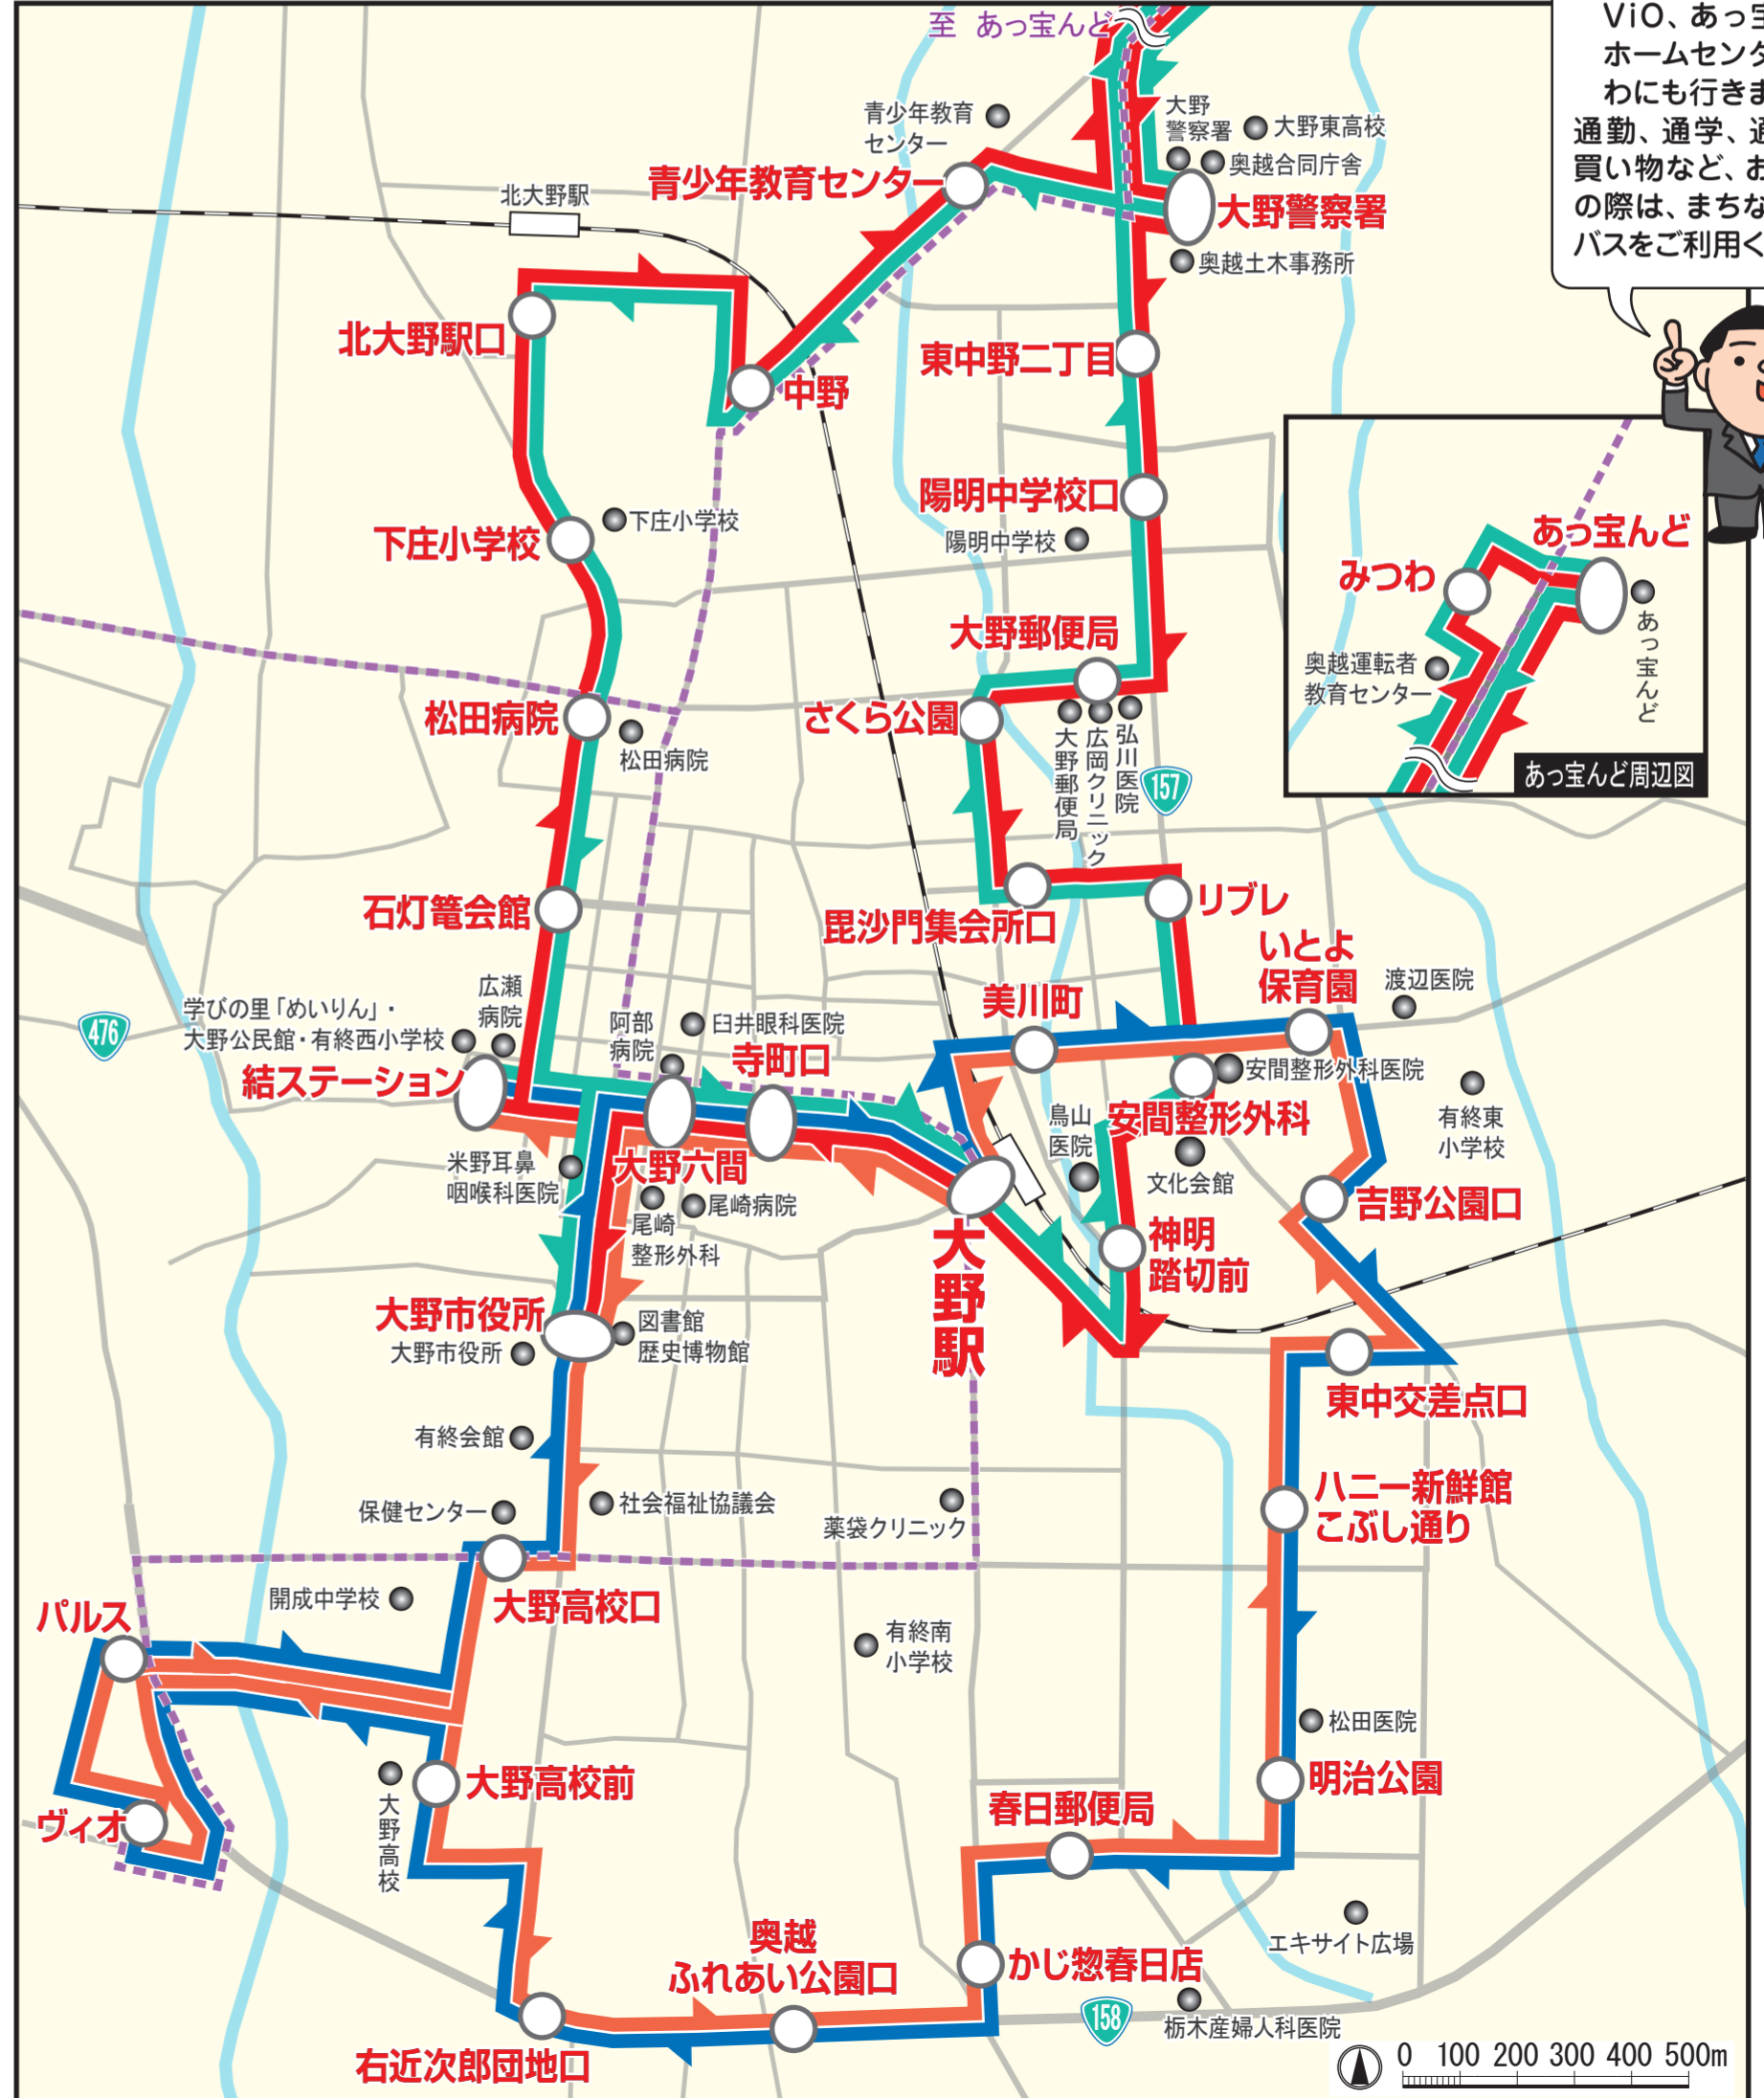 至 あっ宝んど
ViO、あっ宝
ホームセンタ
わにも行きま
通勤、通学、通
買い物など、お
の際は、まちな
バスをご利用く
青少年教育
センター
大野
警察署
大野東高校
奥越合同庁舎
青少年教育センター
大野警察署
北大野駅
奥越土木事務所
北大野駅口
中野
東中野二丁目
陽明中学校口
陽明中学校
下庄小学校
下庄小学校
あっ宝んど
みつわ
あっ宝んど
奥越運転者
教育センター
あっ宝んど周辺図
大野郵便局
さくら公園
大野郵便局
広岡クリニック
弘川医院
157
松田病院
松田病院
石灯篭会館
毘沙門集会所口
リブレ
いとよ
保育園
渡辺医院
美川町
広瀬
病院
学びの里「めいりん」・
大野公民館・有終西小学校
476
阿部
病院
臼井眼科医院
寺町口
結ステーション
安間整形外科医院
安間整形外科
鳥山
医院
文化会館
有終東
小学校
米野耳鼻
咽喉科医院
大野六間
尾崎
整形外科
尾崎病院
吉野公園口
神明
踏切前
大野駅
大野市役所
大野市役所
図書館
歴史博物館
東中交差点口
有終会館
ハニー新鮮館
こぶし通り
保健センター
社会福祉協議会
薬袋クリニック
大野高校口
開成中学校
パルス
有終南
小学校
松田医院
大野高校前
大野高校
明治公園
ヴィオ
春日郵便局
エキサイト広場
奥越
ふれあい公園口
かじ惣春日店
158
栃木産婦人科医院
右近次郎団地口
0 100 200 300 400 500m